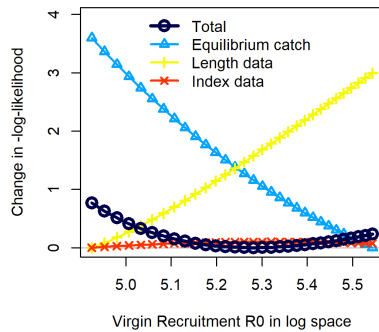 Total
Equilibrium catch
Length data
Index data
Change in -log-likelihood
4
3
2
1
0
5.0 5.1 5.2 5.3 5.4 5.5
Virgin Recruitment R0 in log space